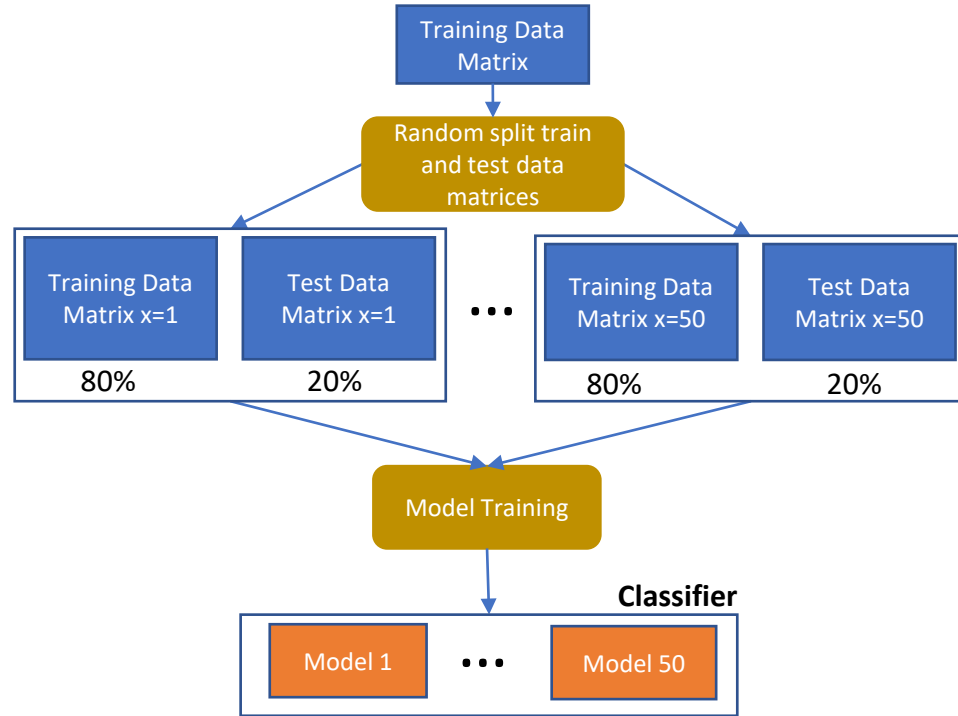 Training Data
Matrix
Random split train
and test data
matrices
Training Data
Matrix x=1
Test Data
Matrix x=1
...
Training Data
Matrix x=50
Test Data
Matrix x=50
80%
20%
80%
20%
Model Training
Classifier
Model 1
...
Model 50